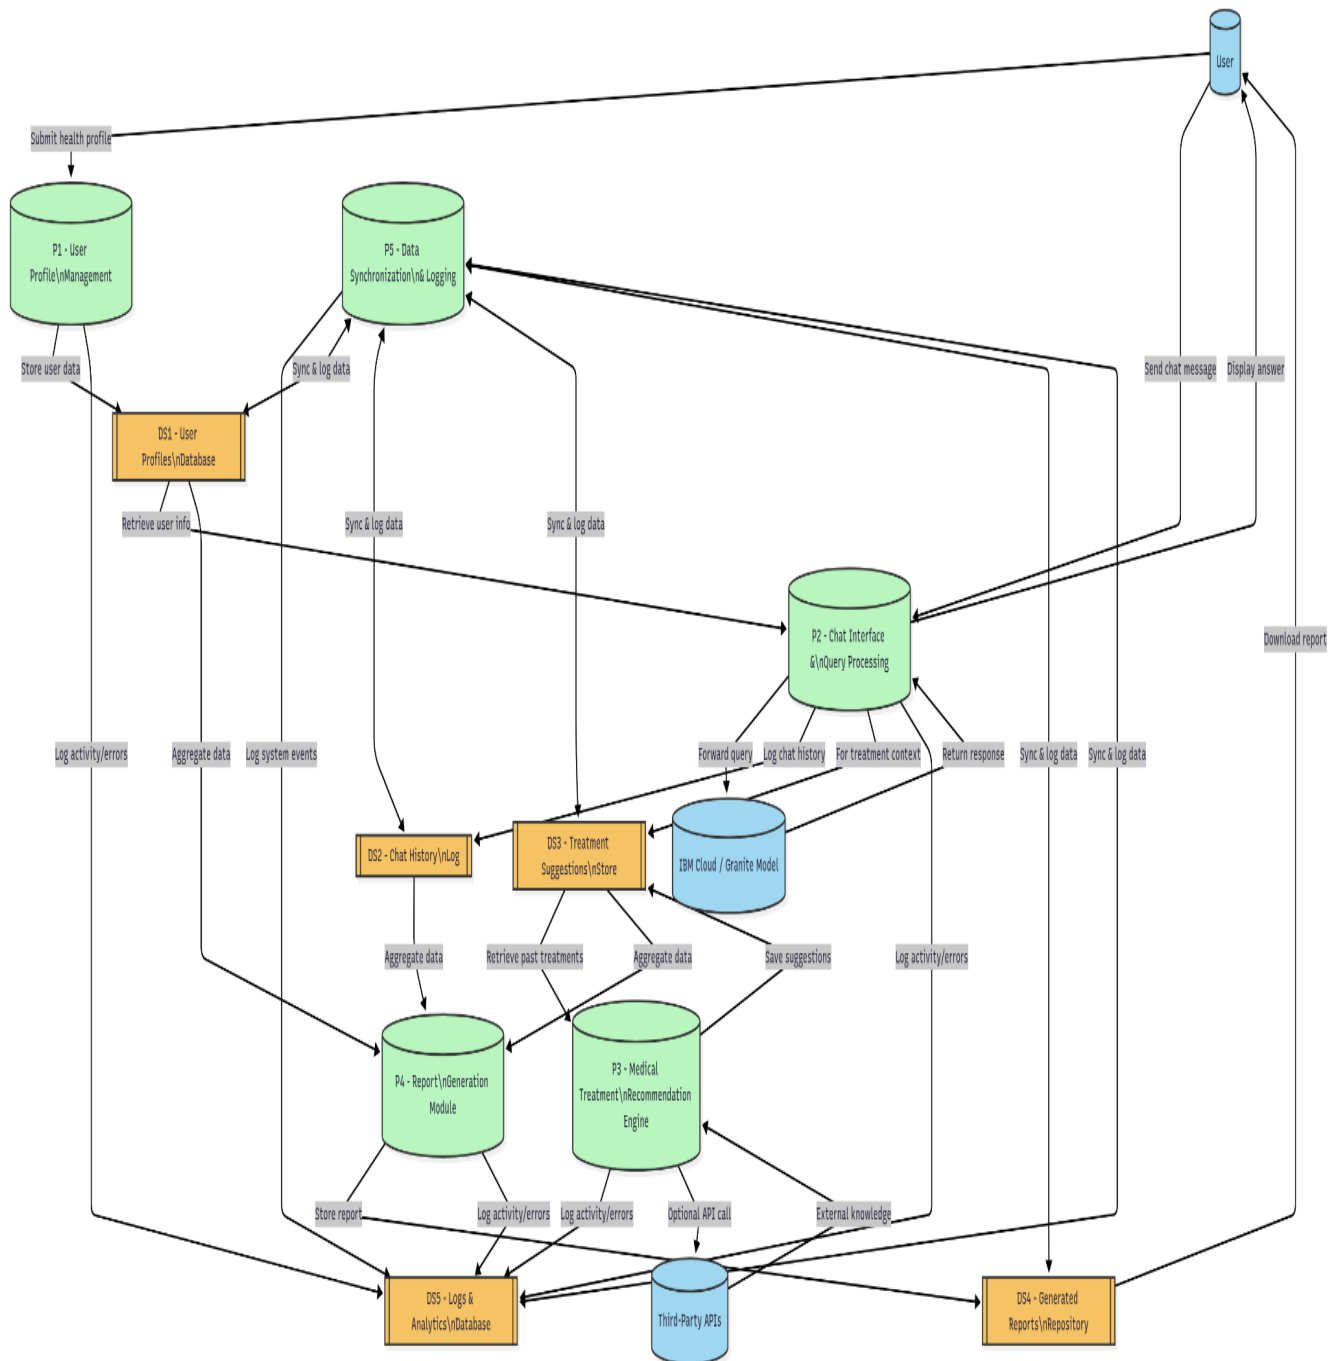 User
Submit health profile
P1 - User
Profile\nManagement
P5 - Data
Synchronization\n& Logging
Store user data
Sync & log data
Send chat message
Display answer
DS1 - User
Profiles\nDatabase
Retrieve user info
Sync & log data
Sync & log data
P2 - Chat Interface
&\nQuery Processing
Download report
Log activity/errors
Aggregate data
Log system events
Forward query
Log chat history
For treatment context
Return response
Sync & log data
Sync & log data
DS2 - Chat History\nLog
DS3 - Treatment
Suggestions\nStore
IBM Cloud / Granite Model
Aggregate data
Retrieve past treatments
Aggregate data
Save suggestions
Log activity/errors
P4 - Report\nGeneration
Module
P3 - Medical
Treatment\nRecommendation
Engine
Store report
Log activity/errors
Log activity/errors
Optional API call
External knowledge
DS5 - Logs &
Analytics\nDatabase
Third-Party APIs
DS4 - Generated
Reports\nRepository